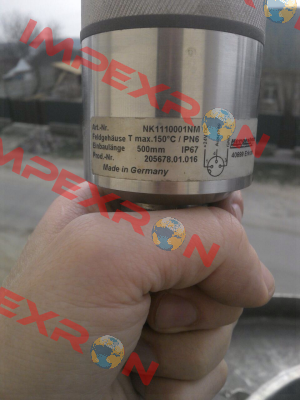 IMPEXRON
Art.-Nr. NK1110001NM
Feldgehäuse T max.150°C / PN6
Einbaulänge 500mm IP67
Prod.-Nr. 205678.01.016
Made in Germany
IMPEXRON
IMPEXRON